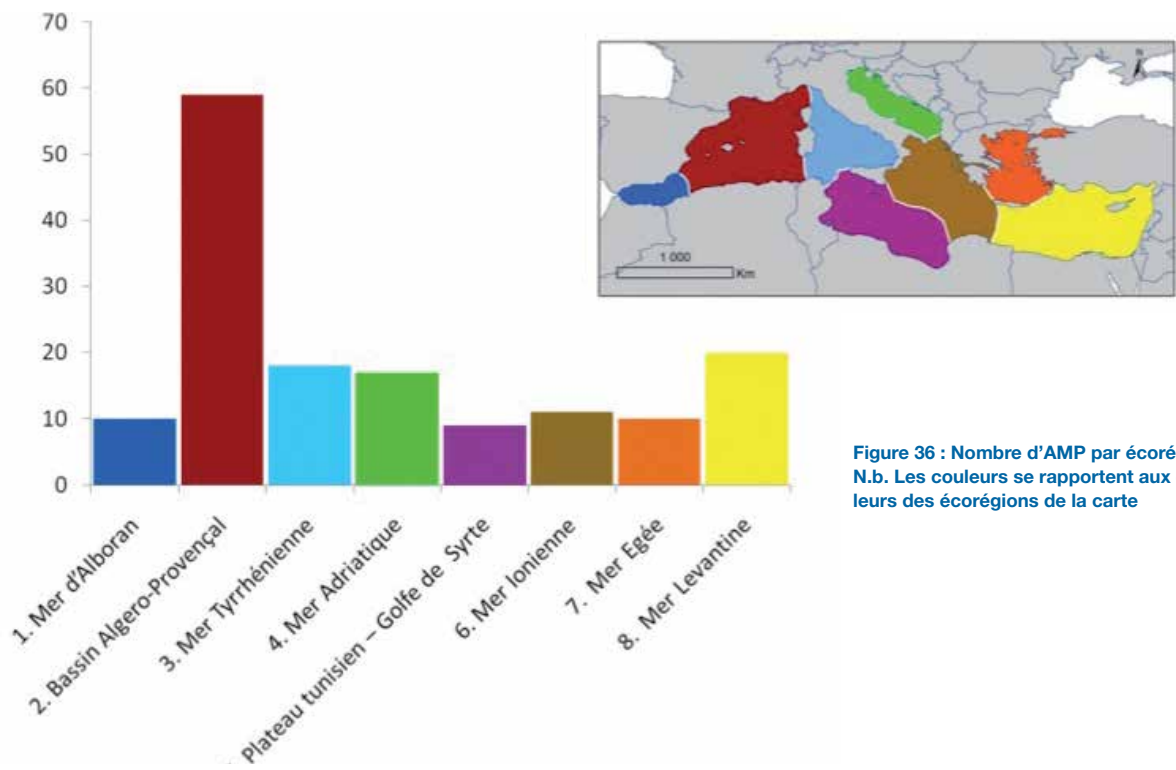 70
60
50
40
30
20
10
0
1. Mer d'Alboran
2. Bassin Algero-Provençal
3. Mer Tyrrhénienne
4. Mer Adriatique
Plateau tunisien – Golfe de Syrte
6. Mer Ionienne
7. Mer Egée
8. Mer Levantine
N
1 000
Km
Figure 36 : Nombre d'AMP par écoré
N.b. Les couleurs se rapportent aux
leurs des écorégions de la carte